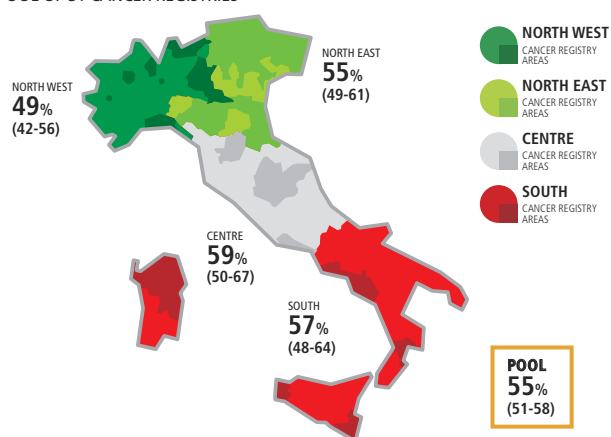 NORTH WEST
49%
(42-56)
NORTH EAST
55%
(49-61)
NORTH WEST
CANCER REGISTRY
AREAS
NORTH EAST
CANCER REGISTRY
AREAS
CENTRE
CANCER REGISTRY
AREAS
SOUTH
CANCER REGISTRY
AREAS
CENTRE
59%
(50-67)
SOUTH
57%
(48-64)
POOL
55%
(51-58)